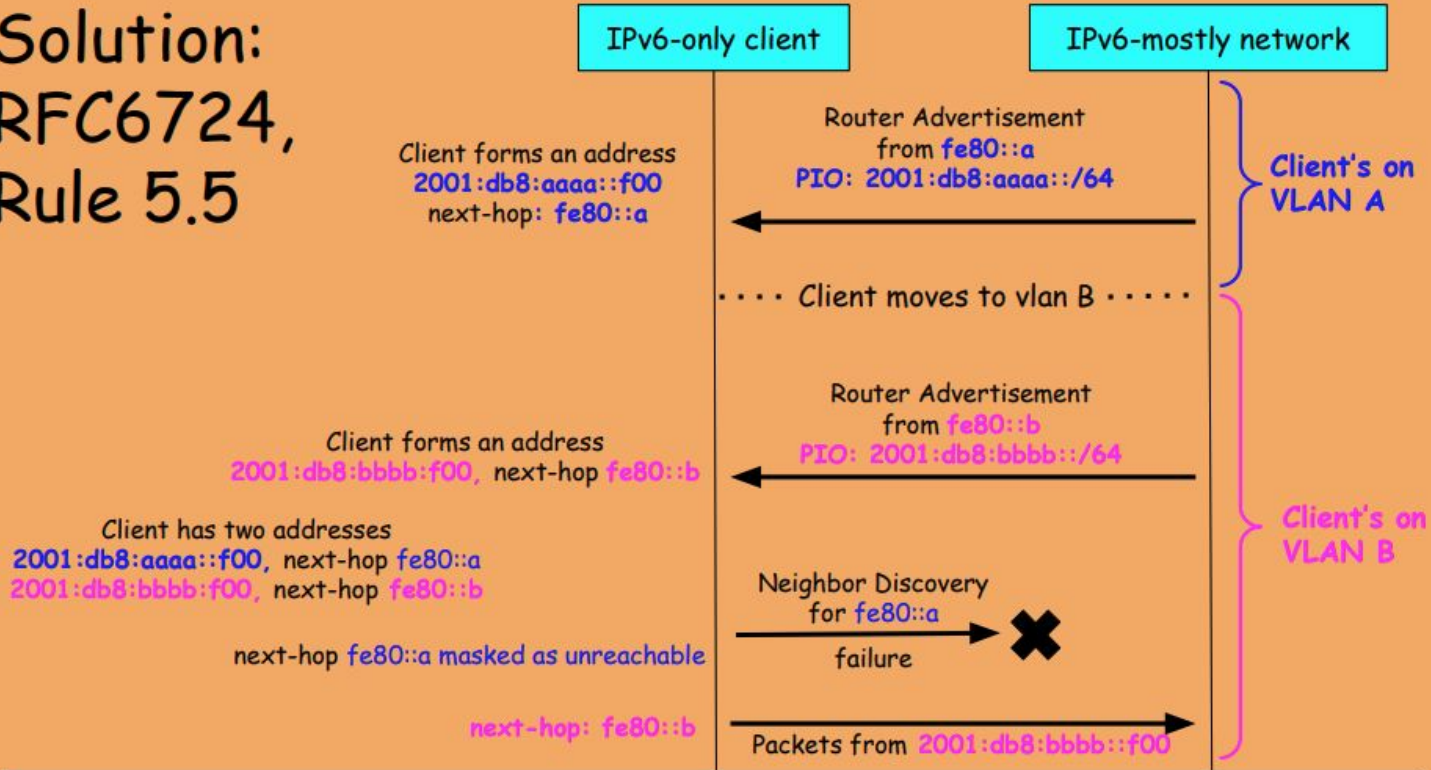 Solution:
RFC6724,
Rule 5.5
IPv6-only client
IPv6-mostly network
Router Advertisement
from fe80::a
PIO: 2001:db8:aaaa::/64
Client forms an address
2001:db8:aaaa::f00
next-hop: fe80::a
Client's on
VLAN A
···· Client moves to vlan B ·····
Router Advertisement
from fe80::b
PIO: 2001:db8:bbbb::/64
Client forms an address
2001:db8:bbbb:f00, next-hop fe80::b
Client has two addresses
2001:db8:aaaa::f00, next-hop fe80::a
2001:db8:bbbb:f00, next-hop fe80::b
Client's on
VLAN B
Neighbor Discovery
for fe80::a
failure
next-hop fe80::a masked as unreachable
next-hop: fe80::b
Packets from 2001:db8:bbbb::f00